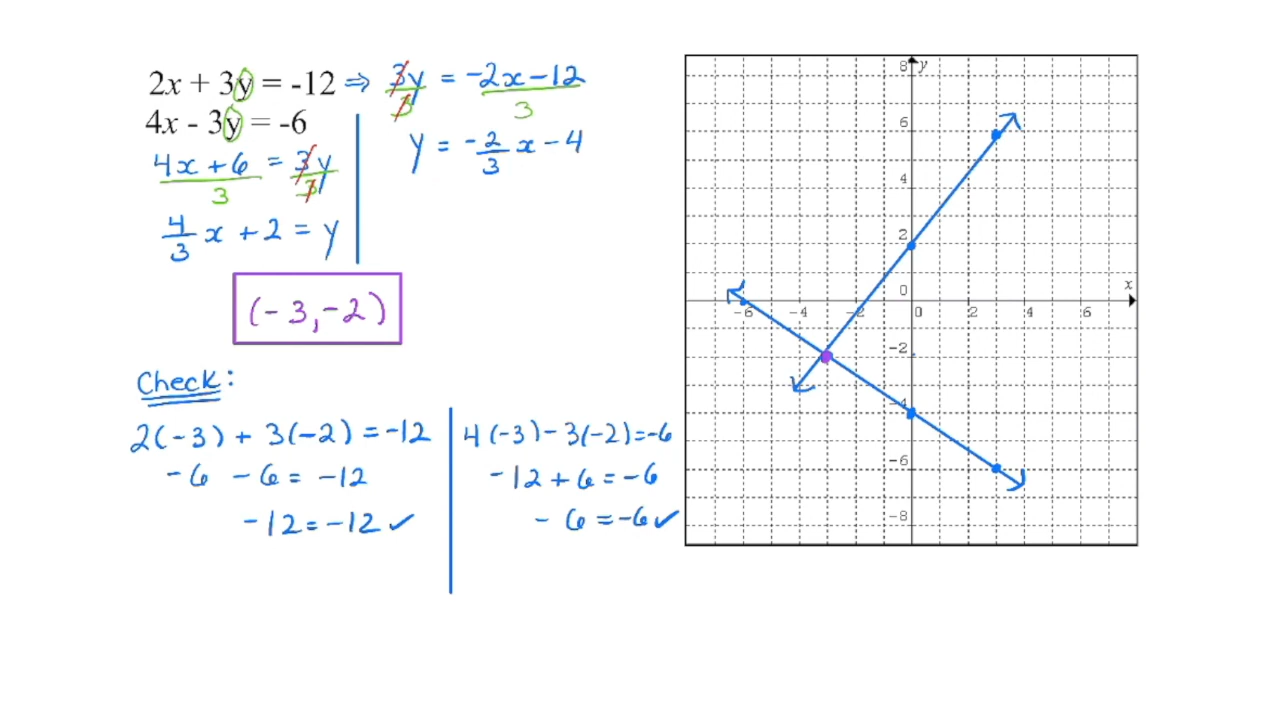 2x + 3y = -12 ⇒ 3y/3 = -2x-12/3
4x - 3y = -6
y = -2/3 x - 4
4x+6/3 = 3y/3
4/3 x + 2 = y
(-3,-2)
Check:
2(-3) + 3(-2) = -12
-6 -6 = -12
-12 = -12 ✓
4(-3) - 3(-2) = -6
-12 + 6 = -6
-6 = -6 ✓
8 y
6
4
2
0 x
-6 -4 -2 0 2 4 6
-2
-4
-6
-8